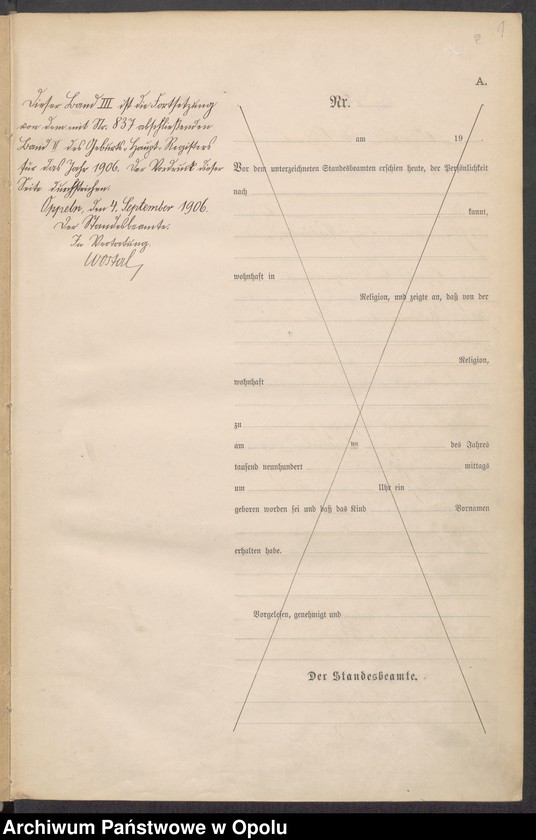 1
A.
Dieser Band III ist die Fortsetzung
von dem mit Nr. 837 abschließenden
Band II des Geburts-Haupt-Registers
für das Jahr 1906. Der Vordruck dieser
Seite durchstrichen.
Oppeln, den 4. September 1906.
Der Standesbeamte.
In Vertretung.
Wostal
Nr.
am 19
Vor dem unterzeichneten Standesbeamten erschien heute, der Persönlichkeit
nach
kannt,
wohnhaft in
Religion, und zeigte an, daß von der
Religion,
wohnhaft
zu
am ten des Jahres
tausend neunhundert mittags
um Uhr ein
geboren worden sei und daß das Kind Vornamen
erhalten habe.
Vorgelesen, genehmigt und
Der Standesbeamte.
Archiwum Państwowe w Opolu